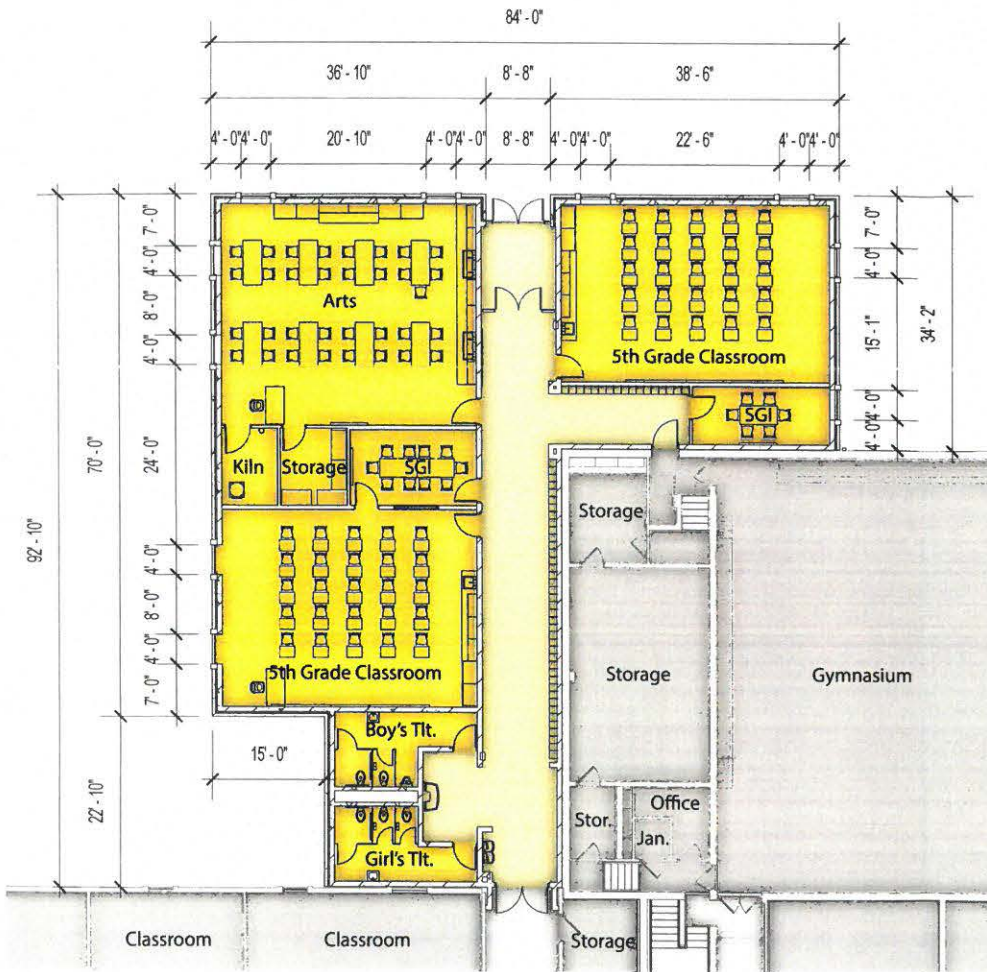 84' - 0"
36' - 10"
8' - 8"
38' - 6"
4' - 0"
4' - 0"
20' - 10"
4' - 0"
4' - 0"
8' - 8"
4' - 0"
4' - 0"
22' - 6"
4' - 0"
4' - 0"
7' - 0"
4' - 0"
8' - 0"
4' - 0"
4' - 0"
24' - 0"
4' - 0"
8' - 0"
4' - 0"
7' - 0"
70' - 0"
22' - 10"
92' - 10"
15' - 0"
7' - 0"
4' - 0"
15' - 1"
4' - 0"
4' - 0"
34' - 2"
Arts
5th Grade Classroom
SGI
Kiln
Storage
SGI
Storage
5th Grade Classroom
Storage
Gymnasium
Boy's Tlt.
Stor.
Office
Jan.
Girl's Tlt.
Classroom
Classroom
Storage